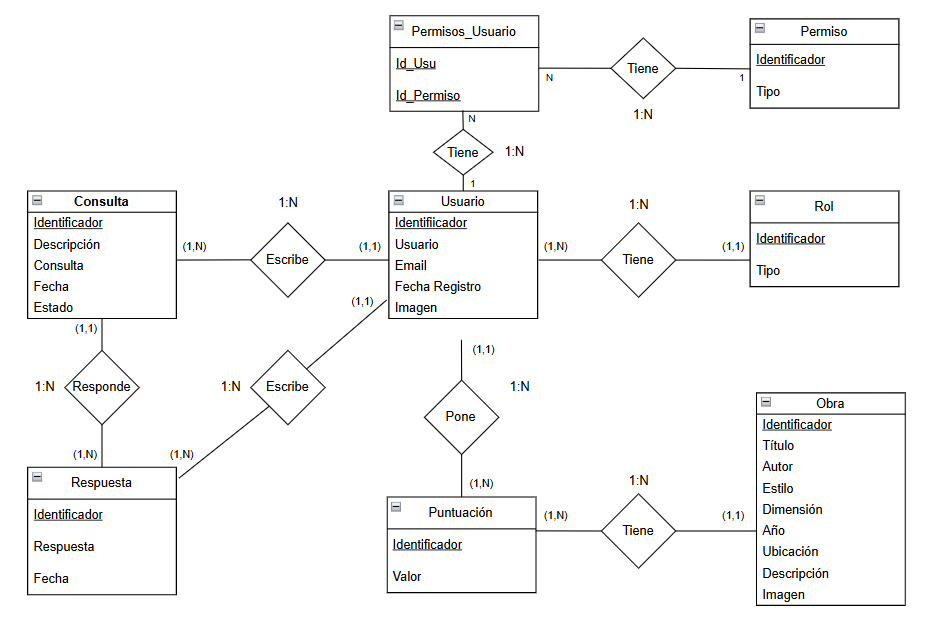 Permisos_Usuario
Id_Usu
Id_Permiso
N
Tiene
1:N
1
Permiso
Identificador
Tipo
N
Tiene
1:N
1
Consulta
Identificador
Descripción
Consulta
Fecha
Estado
(1,N)
1:N
Escribe
(1,1)
Usuario
Identifiicador
Usuario
Email
Fecha Registro
Imagen
(1,N)
1:N
Tiene
(1,1)
Rol
Identificador
Tipo
(1,1)
1:N
Responde
(1,N)
(1,1)
1:N
Escribe
(1,N)
(1,1)
Pone
1:N
(1,N)
Respuesta
Identificador
Respuesta
Fecha
Puntuación
Identificador
Valor
(1,N)
1:N
Tiene
(1,1)
Obra
Identificador
Título
Autor
Estilo
Dimensión
Año
Ubicación
Descripción
Imagen